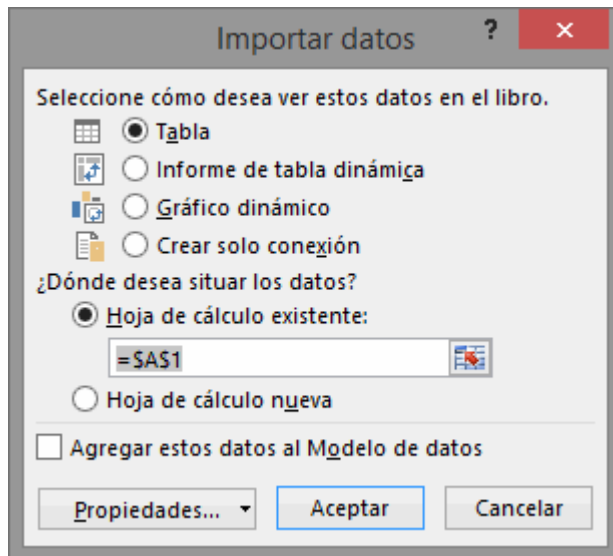 Importar datos
?
×
Seleccione cómo desea ver estos datos en el libro.
Tabla
Informe de tabla dinámica
Gráfico dinámico
Crear solo conexión
¿Dónde desea situar los datos?
Hoja de cálculo existente:
=$A$1
Hoja de cálculo nueva
Agregar estos datos al Modelo de datos
Propiedades... Aceptar Cancelar